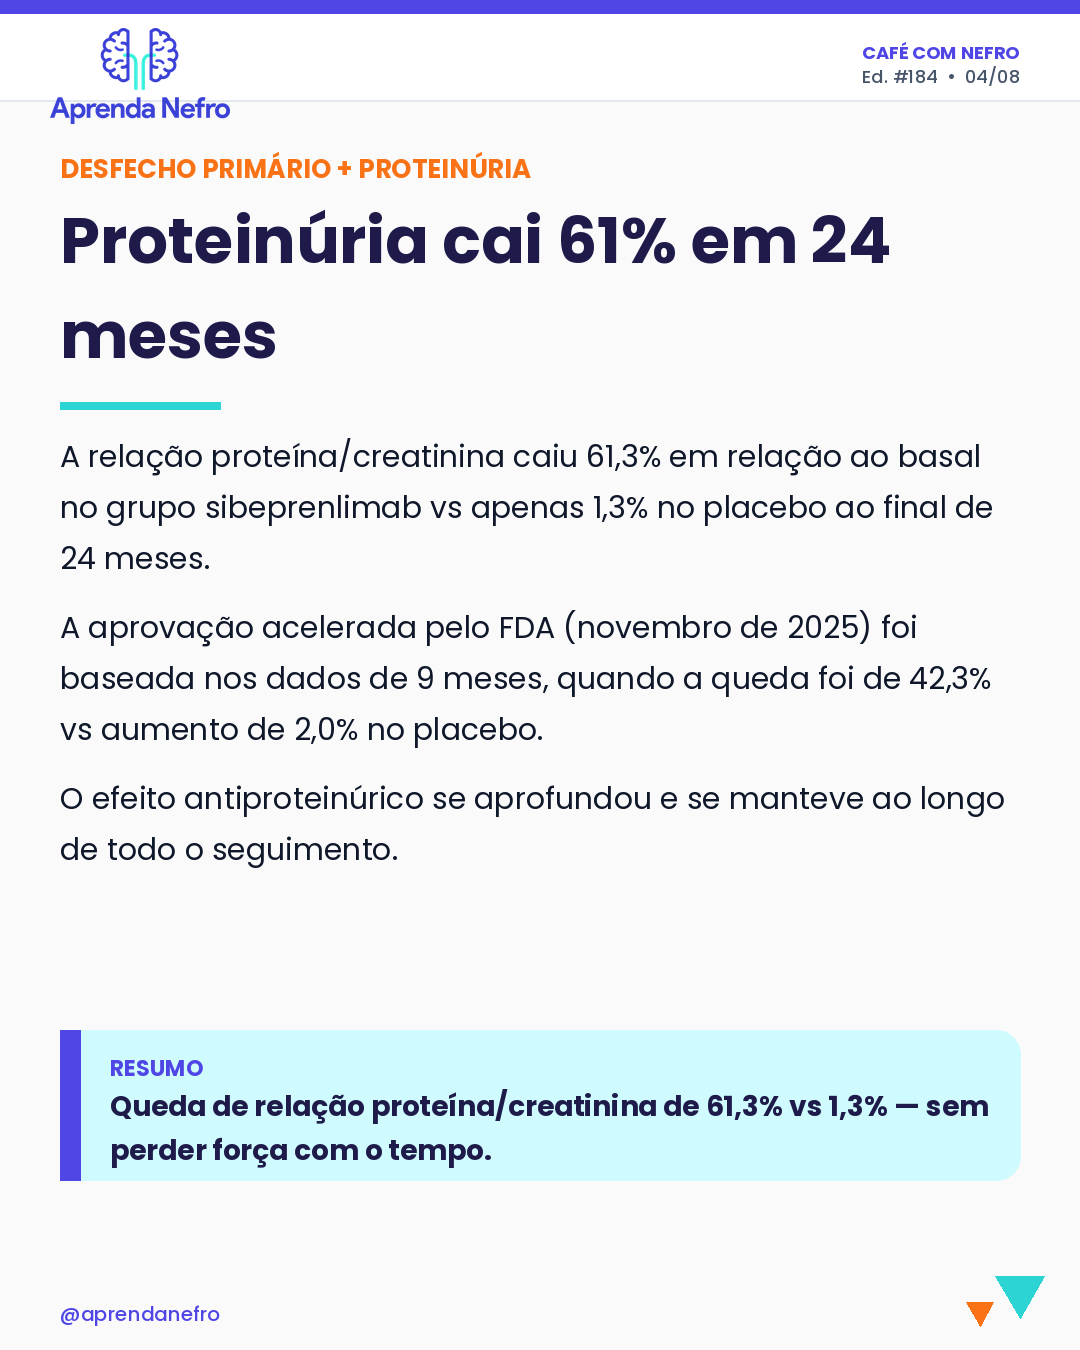 Aprenda Nefro
CAFÉ COM NEFRO
Ed. #184 • 04/08
DESFECHO PRIMÁRIO + PROTEINÚRIA
Proteinúria cai 61% em 24
meses
A relação proteína/creatinina caiu 61,3% em relação ao basal
no grupo sibeprenlimab vs apenas 1,3% no placebo ao final de
24 meses.
A aprovação acelerada pelo FDA (novembro de 2025) foi
baseada nos dados de 9 meses, quando a queda foi de 42,3%
vs aumento de 2,0% no placebo.
O efeito antiproteinúrico se aprofundou e se manteve ao longo
de todo o seguimento.
RESUMO
Queda de relação proteína/creatinina de 61,3% vs 1,3% — sem
perder força com o tempo.
@aprendanefro